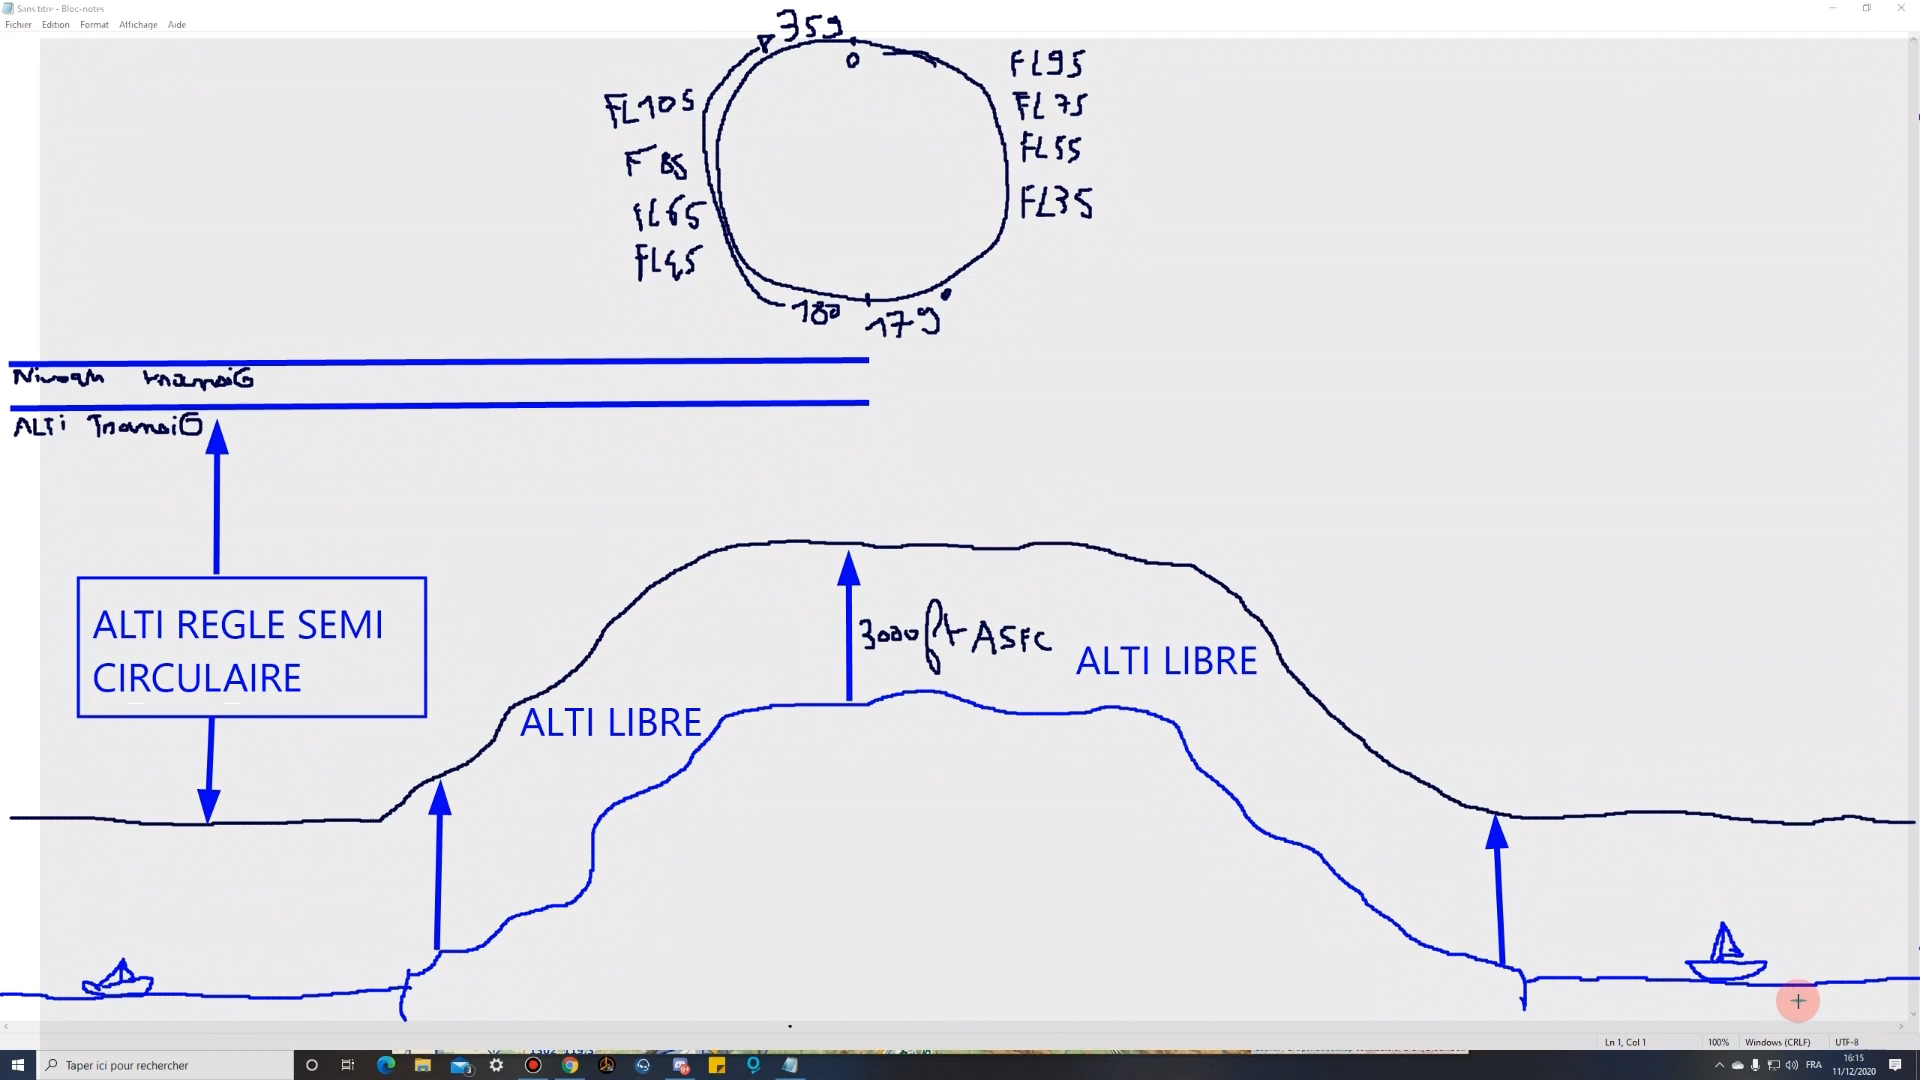 Sans titre - Bloc-notes
Fichier Edition Format Affichage Aide
359
0
FL105
F 85
FL65
FL45
FL95
FL75
FL55
FL35
180
179
Niveau transiG
ALTi TransiG
ALTI REGLE SEMI
CIRCULAIRE
3000 ft ASFC
ALTI LIBRE
ALTI LIBRE
Ln 1, Col 1
100%
Windows (CRLF)
UTF-8
Taper ici pour rechercher
FRA
16:15
11/12/2020